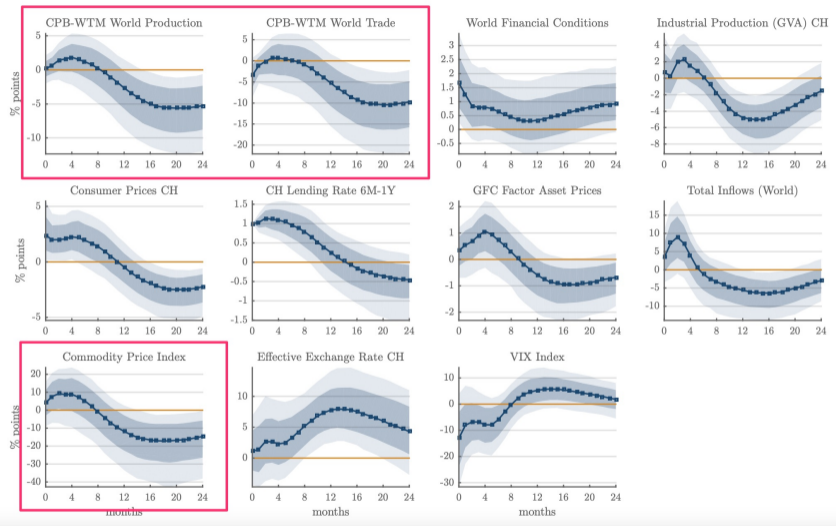 CPB-WTM World Production
CPB-WTM World Trade
World Financial Conditions
Industrial Production (GVA) CH
% points
5
0
-5
-10
0 4 8 12 16 20 24
5
0
-5
-10
-15
-20
0 4 8 12 16 20 24
3
2.5
2
1.5
1
0.5
0
-0.5
0 4 8 12 16 20 24
4
2
0
-2
-4
-6
-8
0 4 8 12 16 20 24
Consumer Prices CH
CH Lending Rate 6M-1Y
GFC Factor Asset Prices
Total Inflows (World)
% points
5
0
-5
0 4 8 12 16 20 24
1.5
1
0.5
0
-0.5
-1
-1.5
0 4 8 12 16 20 24
2
1
0
-1
-2
0 4 8 12 16 20 24
15
10
5
0
-5
-10
0 4 8 12 16 20 24
Commodity Price Index
Effective Exchange Rate CH
VIX Index
% points
20
10
0
-10
-20
-30
-40
0 4 8 12 16 20 24
months
10
5
0
0 4 8 12 16 20 24
months
10
0
-10
-20
-30
0 4 8 12 16 20 24
months